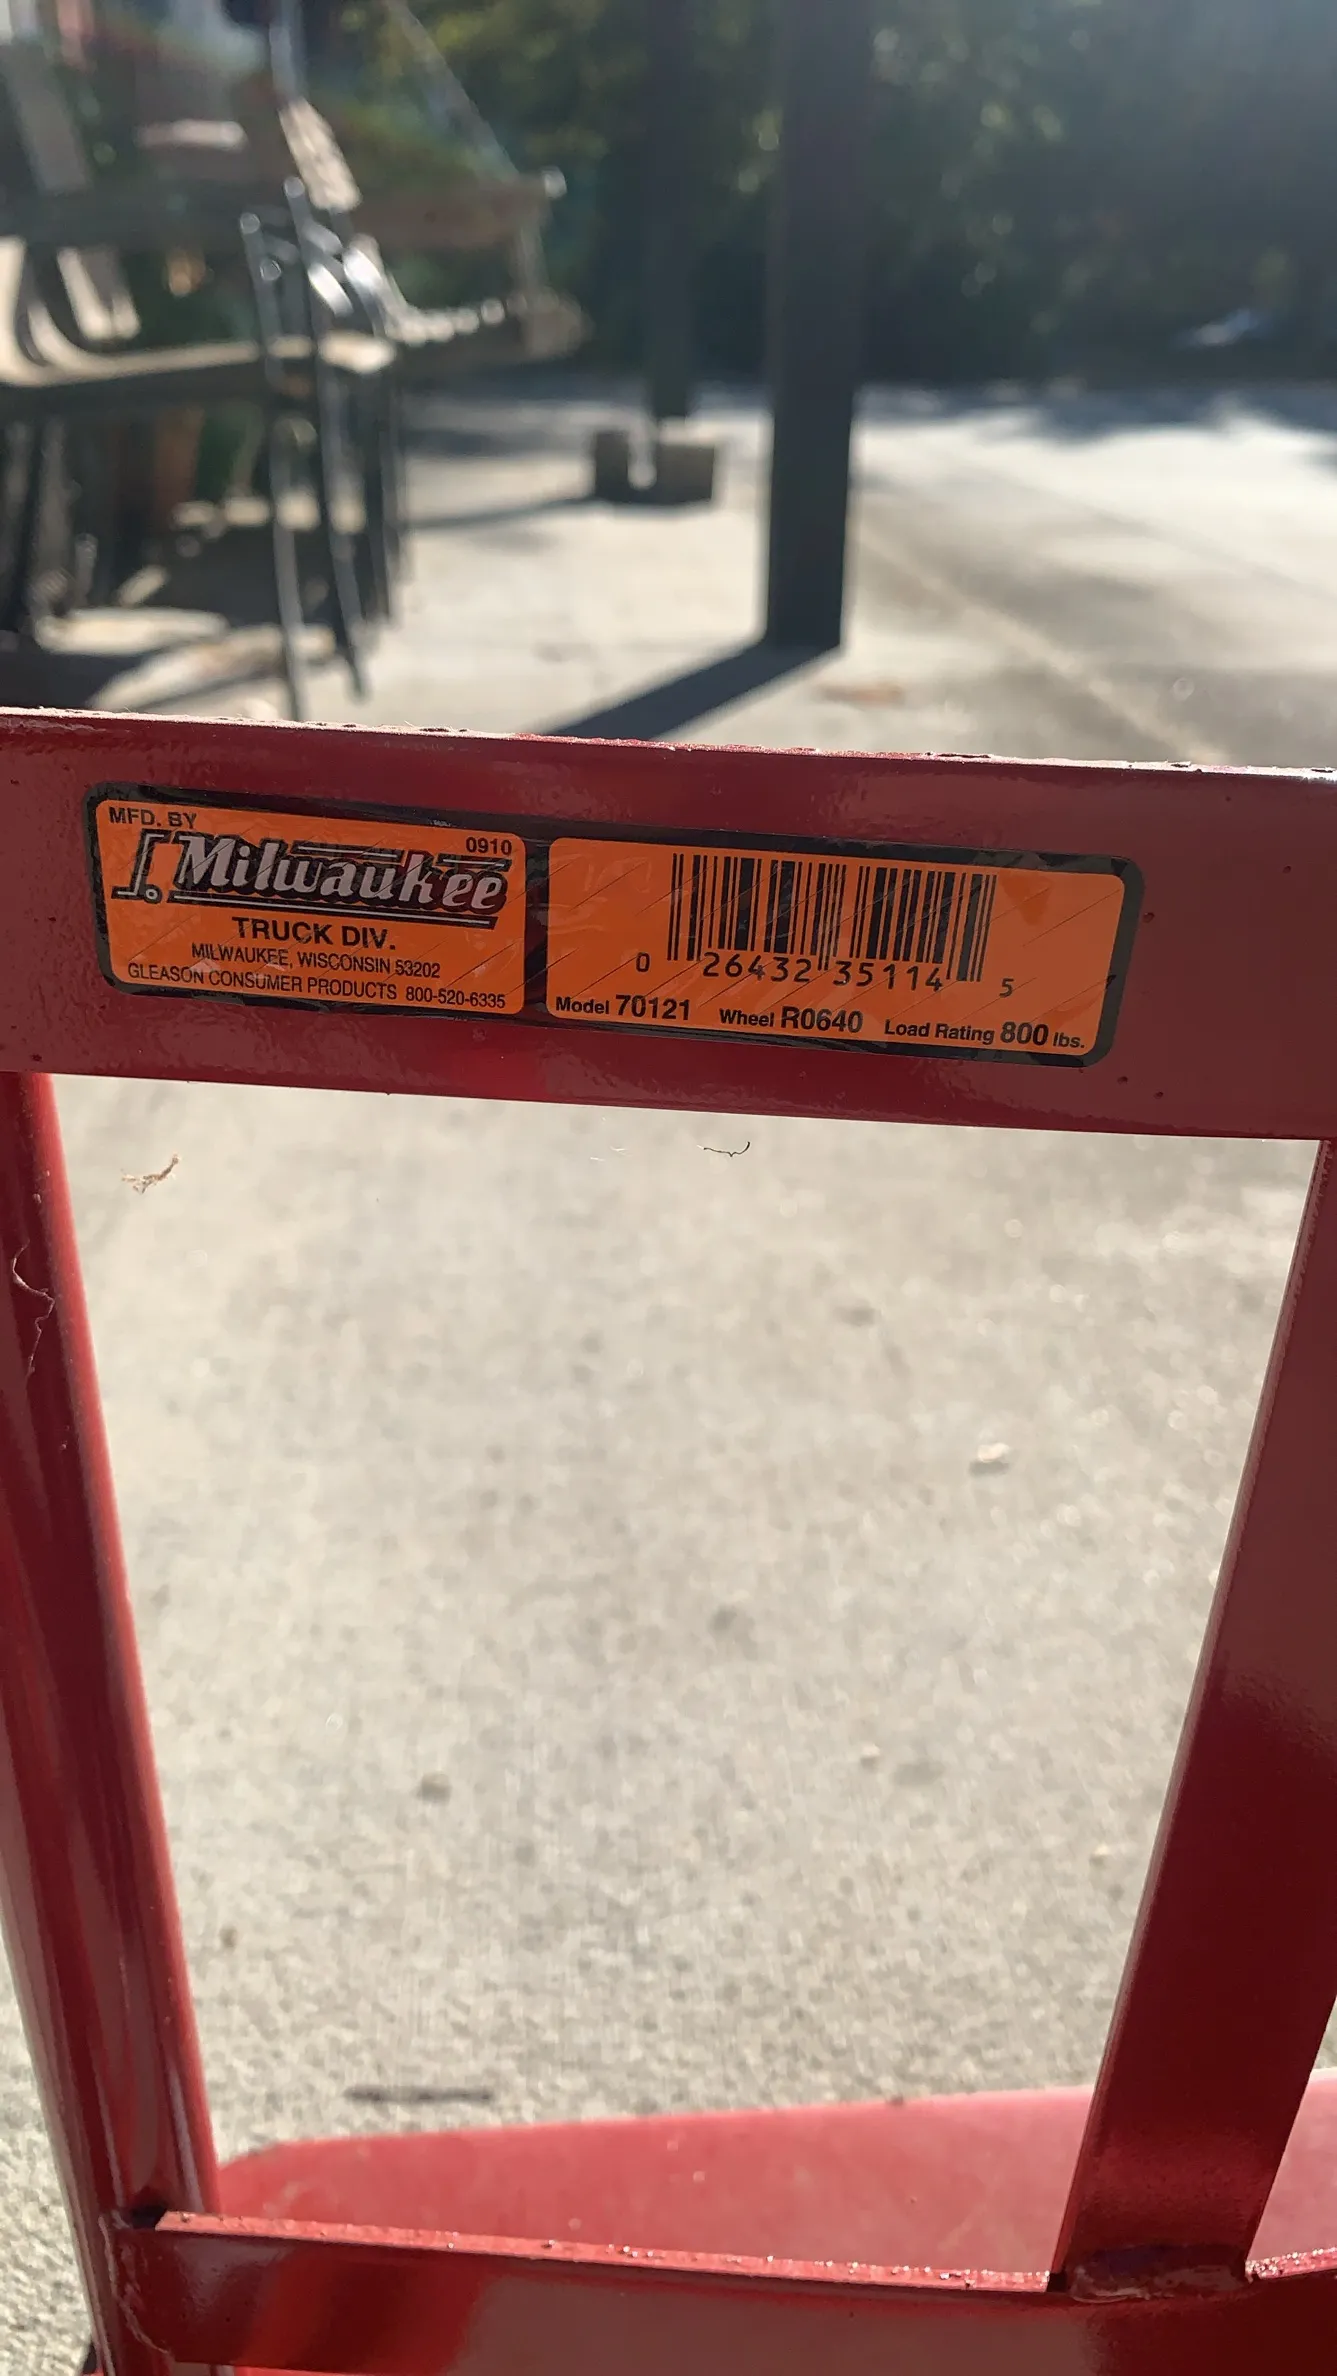 MFD. BY
0910
Milwaukee
TRUCK DIV.
MILWAUKEE, WISCONSIN 53202
GLEASON CONSUMER PRODUCTS 800-520-6335
0 26432 35114 5
Model 70121 Wheel R0640 Load Rating 800 lbs.